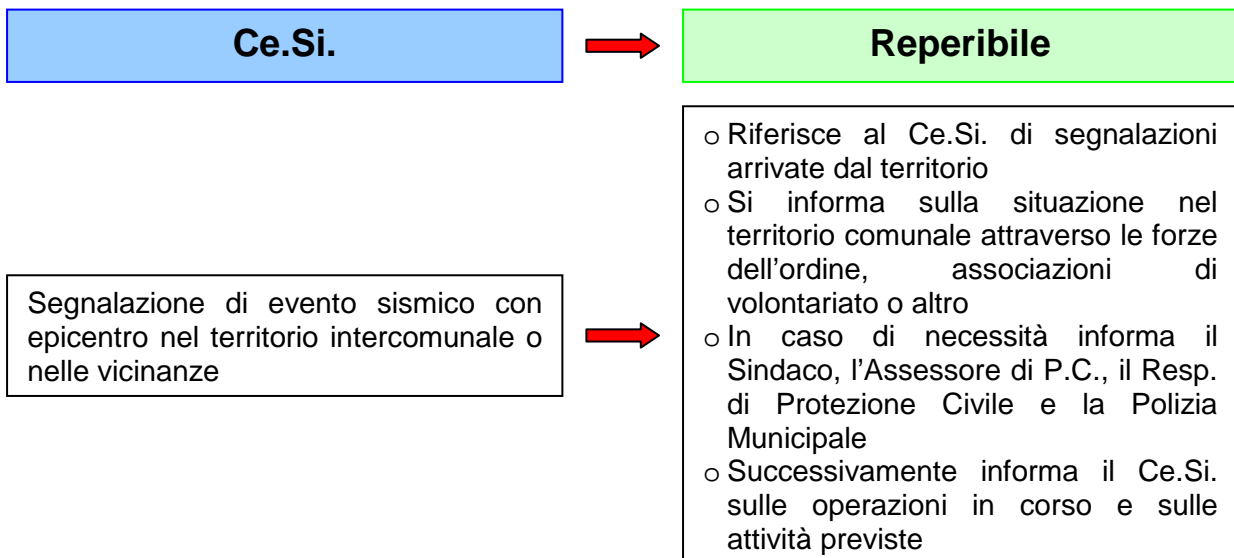 Ce.Si.
Reperibile
Segnalazione di evento sismico con
epicentro nel territorio intercomunale o
nelle vicinanze
o Riferisce al Ce.Si. di segnalazioni
arrivate dal territorio
o Si informa sulla situazione nel
territorio comunale attraverso le forze
dell’ordine, associazioni di
volontariato o altro
o In caso di necessità informa il
Sindaco, l’Assessore di P.C., il Resp.
di Protezione Civile e la Polizia
Municipale
o Successivamente informa il Ce.Si.
sulle operazioni in corso e sulle
attività previste